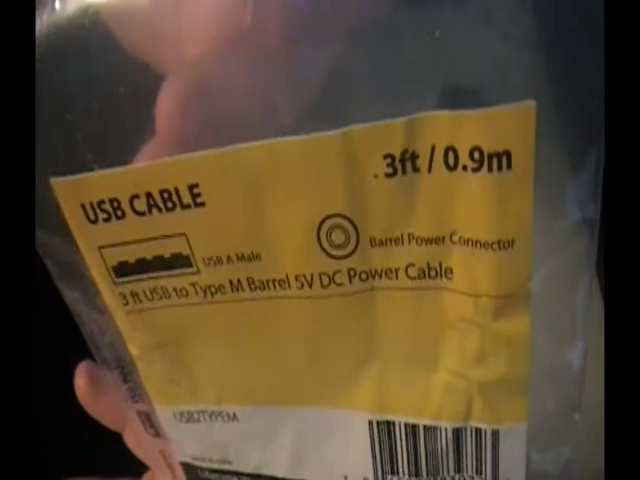 3ft / 0.9m
USB CABLE
USB A Male
Barrel Power Connector
3 ft USB to Type M Barrel 5V DC Power Cable
USB2TYPEM